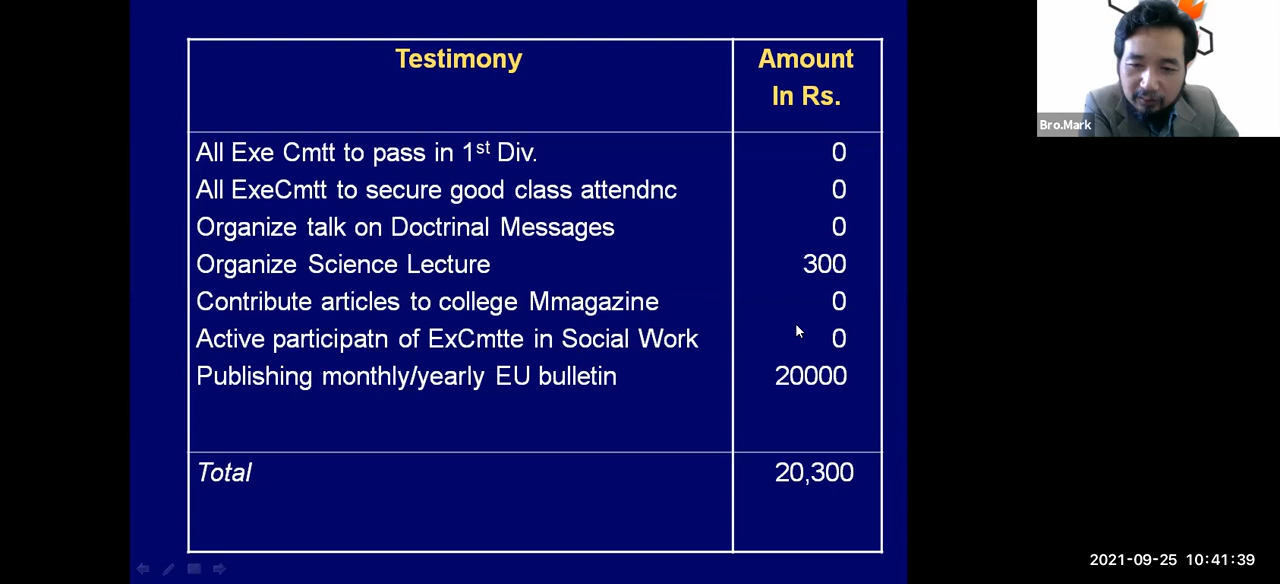 Testimony
Amount
In Rs.
All Exe Cmtt to pass in 1st Div.
0
All ExeCmtt to secure good class attendnc
0
Organize talk on Doctrinal Messages
0
Organize Science Lecture
300
Contribute articles to college Mmagazine
0
Active participatn of ExCmtte in Social Work
0
Publishing monthly/yearly EU bulletin
20000
Total
20,300
Bro.Mark
2021-09-25 10:41:39